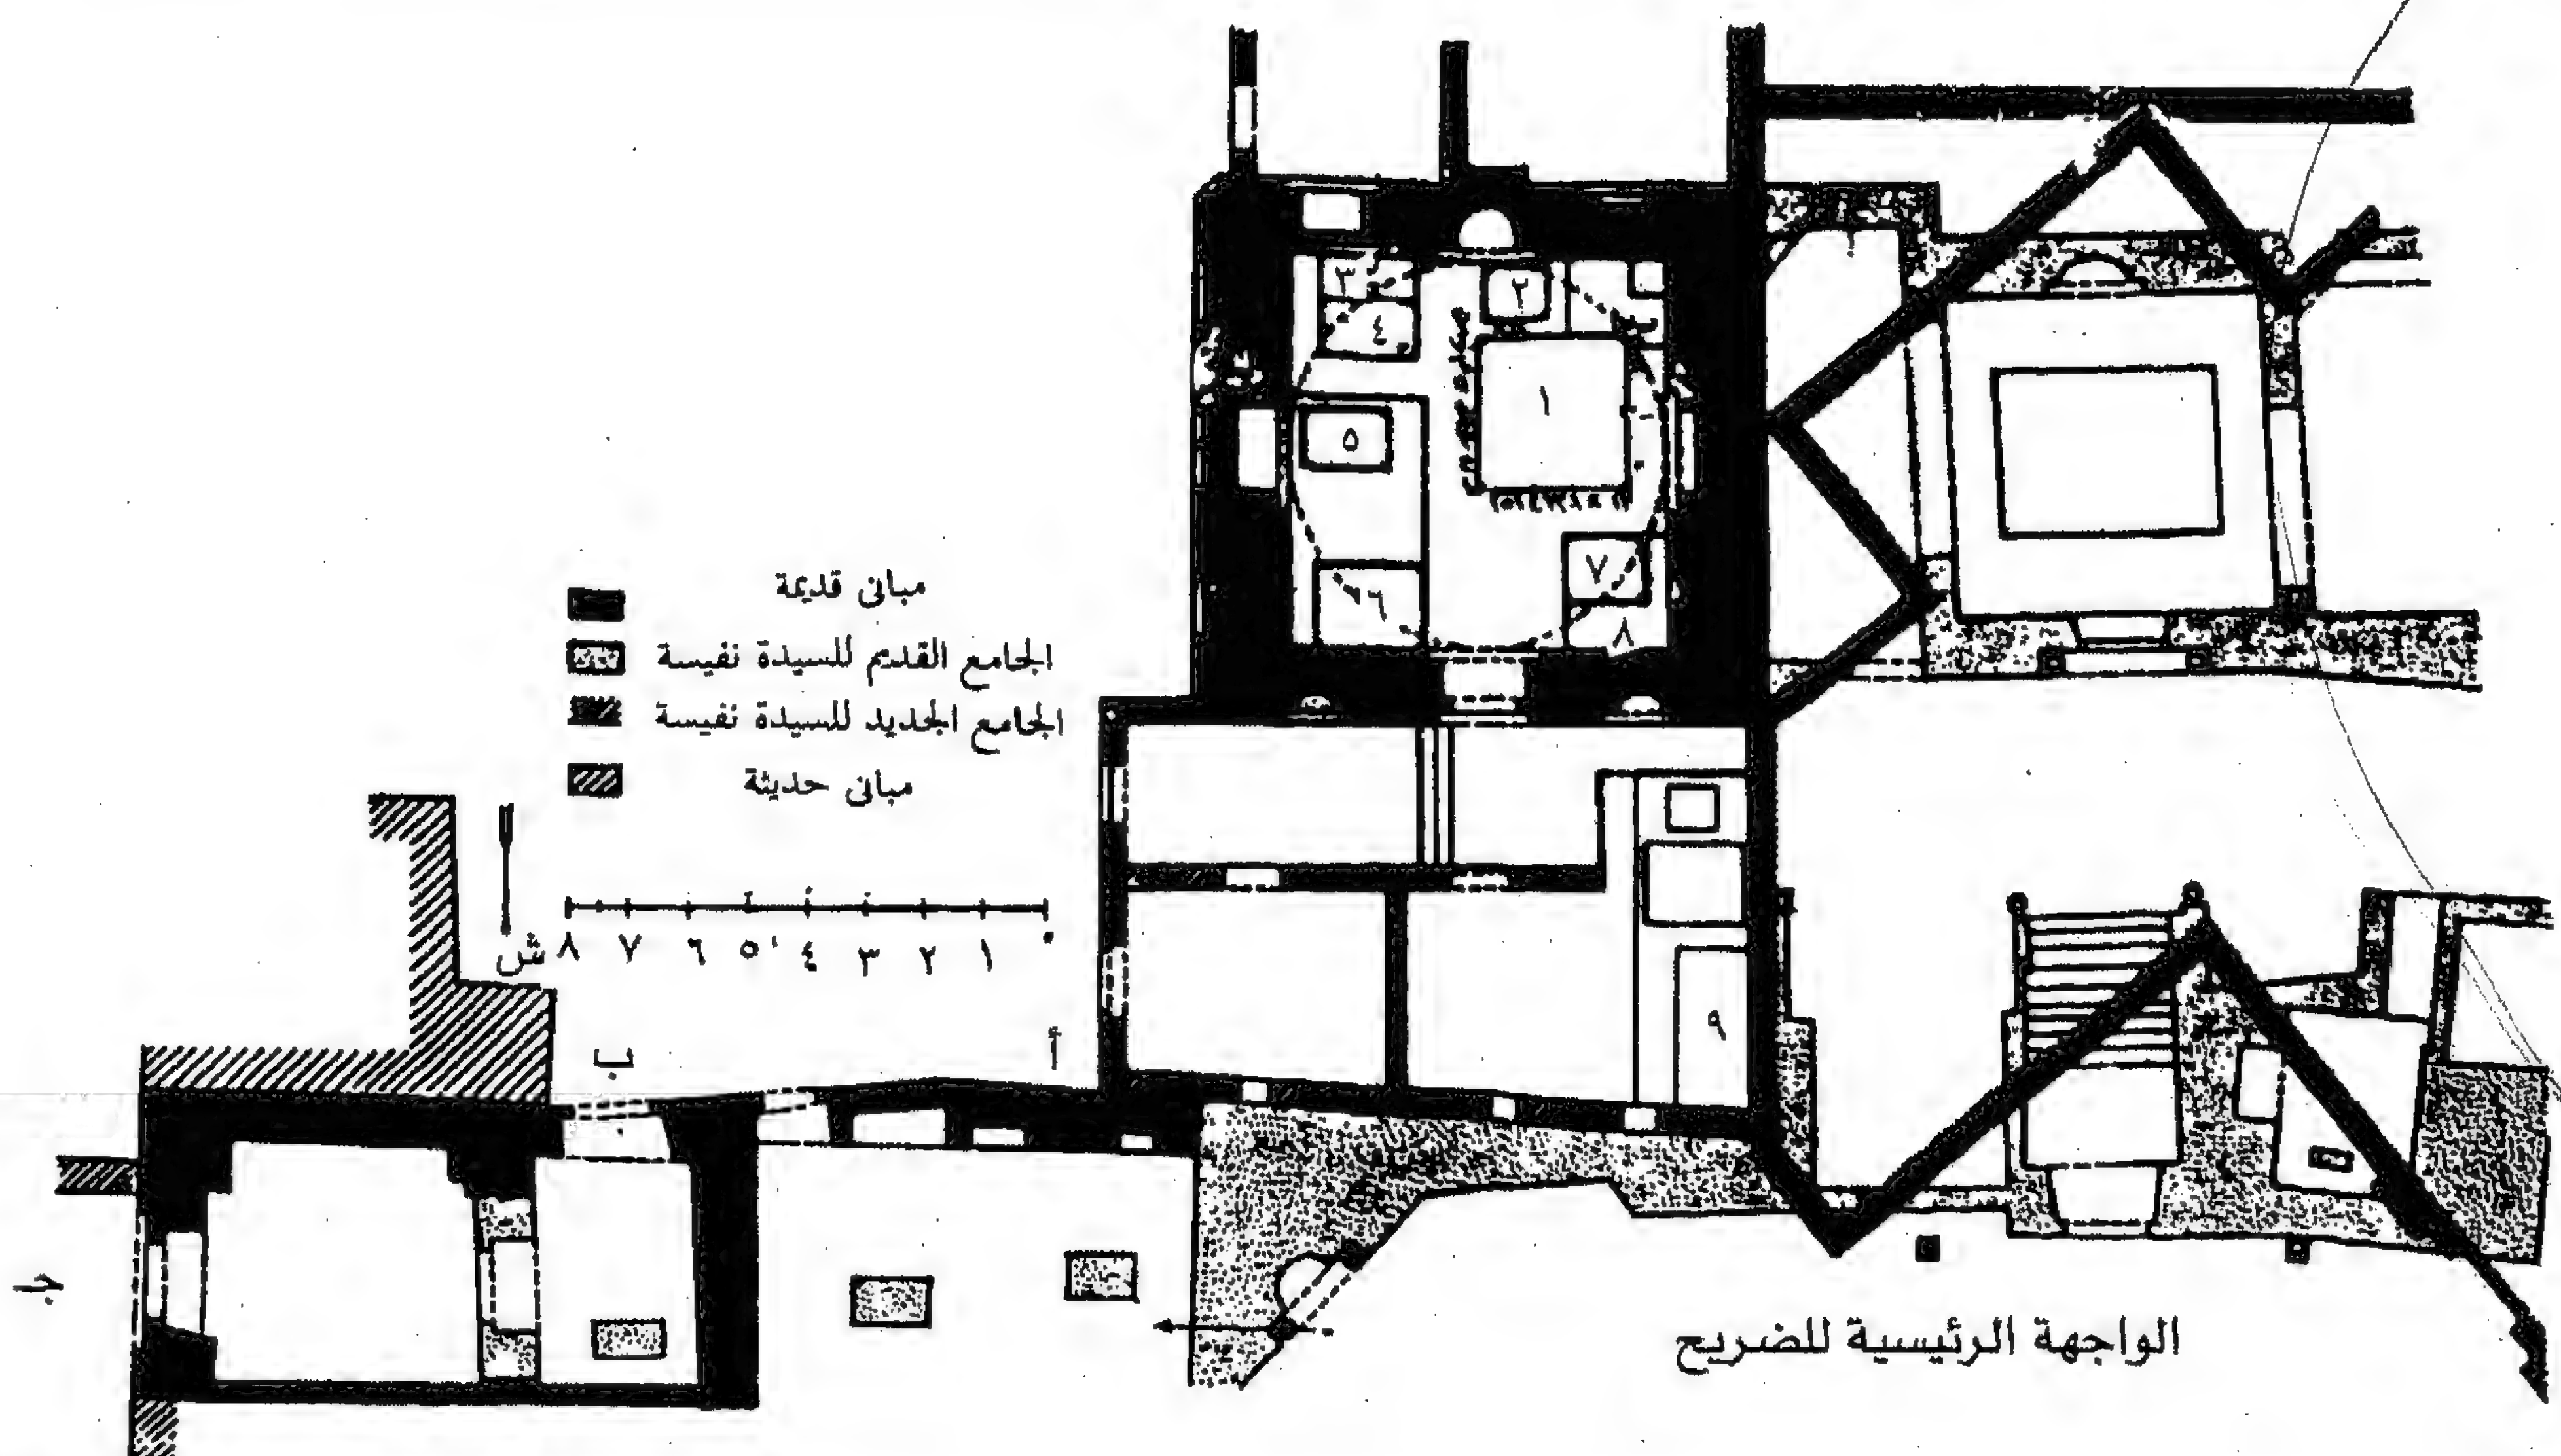 ٣
٢
٤
١
٥
٧
٦
٨
مبانى قديمة
الجامع القديم للسيدة نفيسة
الجامع الجديد للسيدة نفيسة
مبانى حديثة
ش ٨ ٧ ٦ ٥ ٤ ٣ ٢ ١ ٠
٩
أ
ب
جـ
الواجهة الرئيسية للضريح